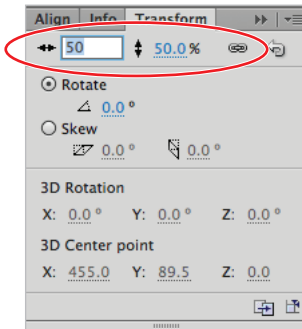 Align Info Transform
50 50.0 %
Rotate
0.0 °
Skew
0.0 ° 0.0 °
3D Rotation
X: 0.0 ° Y: 0.0 ° Z: 0.0 °
3D Center point
X: 455.0 Y: 89.5 Z: 0.0